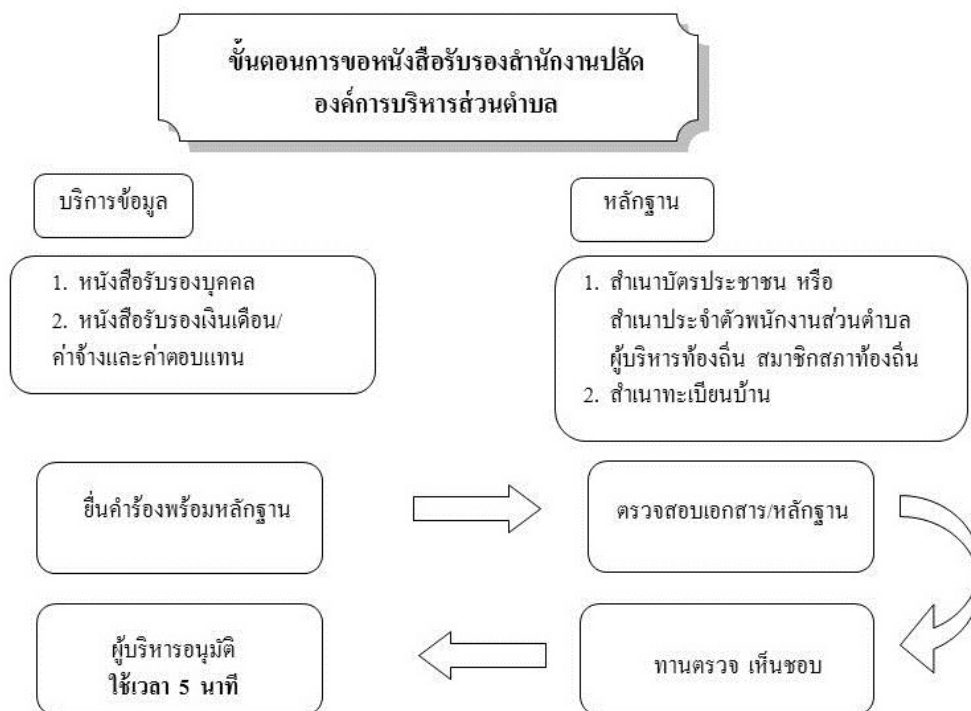 ขั้นตอนการขอหนังสือรับรองสำนักงานปลัด
องค์การบริหารส่วนตำบล
บริการข้อมูล
1. หนังสือรับรองบุคคล
2. หนังสือรับรองเงินเดือน/
ค่าจ้างและค่าตอบแทน
หลักฐาน
1. สำเนาบัตรประชาชน หรือ
สำเนาประจำตัวพนักงานส่วนตำบล
ผู้บริหารท้องถิ่น สมาชิกสภาท้องถิ่น
2. สำเนาทะเบียนบ้าน
ยื่นคำร้องพร้อมหลักฐาน
ตรวจสอบเอกสาร/หลักฐาน
ทานตรวจ เห็นชอบ
ผู้บริหารอนุมัติ
ใช้เวลา 5 นาที